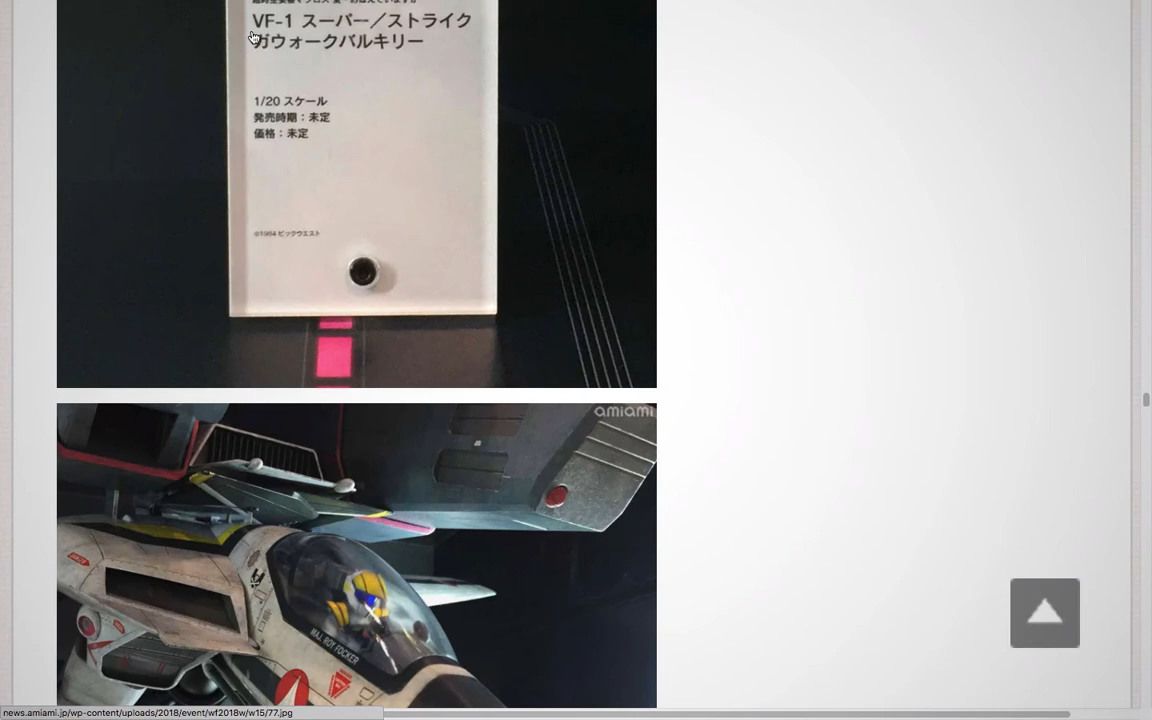 VF-1 スーパー／ストライク
ガウォークバルキリー
1/20 スケール
発売時期：未定
価格：未定
©1984 ビックウエスト
amiami
MAJ. ROY FOCKER
news.amiami.jp/wp-content/uploads/2018/event/wf2018w/w15/77.jpg